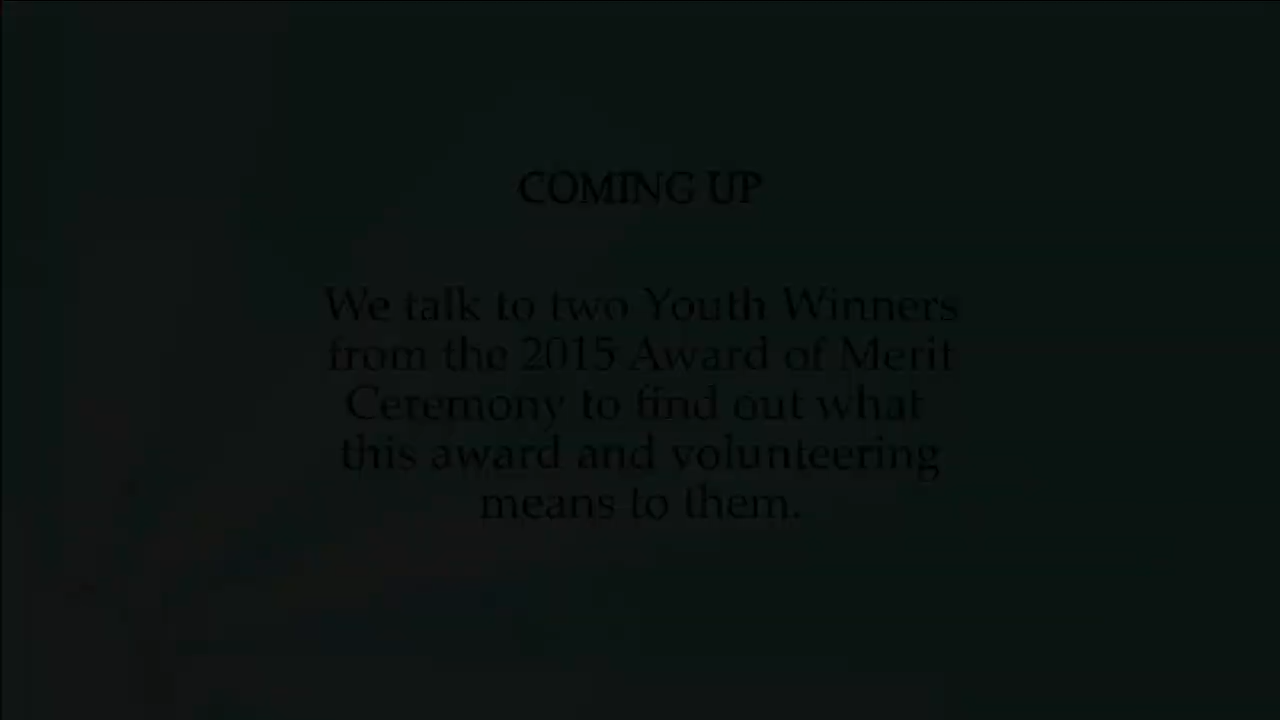 COMING UP
We talk to two Youth Winners
from the 2015 Award of Merit
Ceremony to find out what
this award and volunteering
means to them.